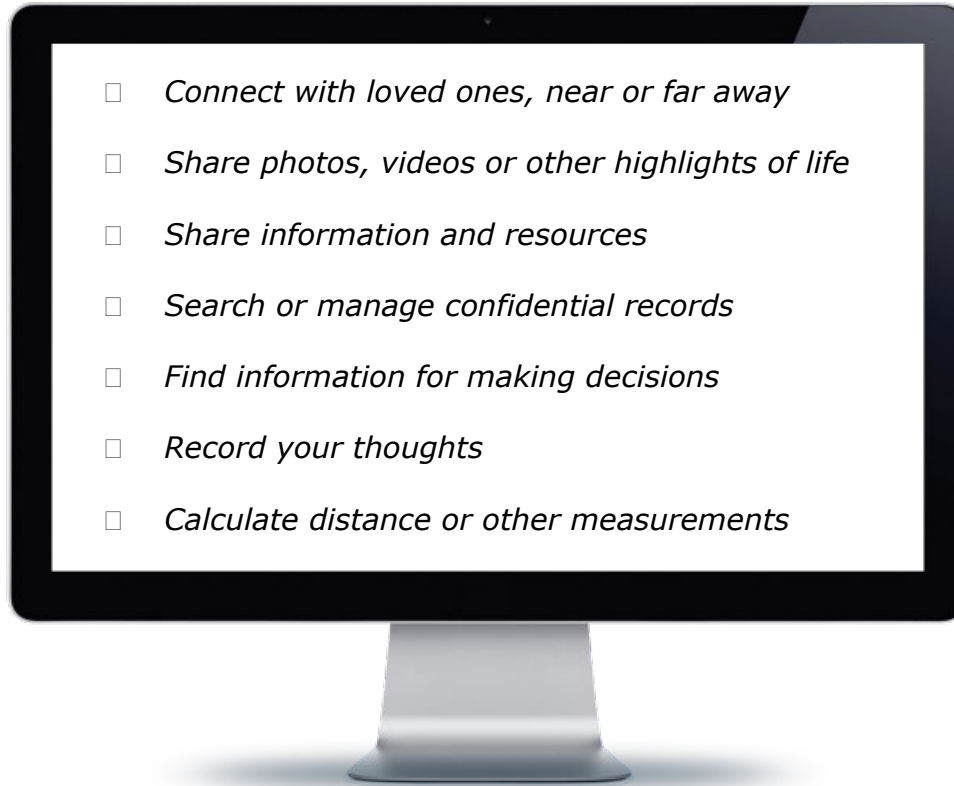 □ Connect with loved ones, near or far away
□ Share photos, videos or other highlights of life
□ Share information and resources
□ Search or manage confidential records
□ Find information for making decisions
□ Record your thoughts
□ Calculate distance or other measurements